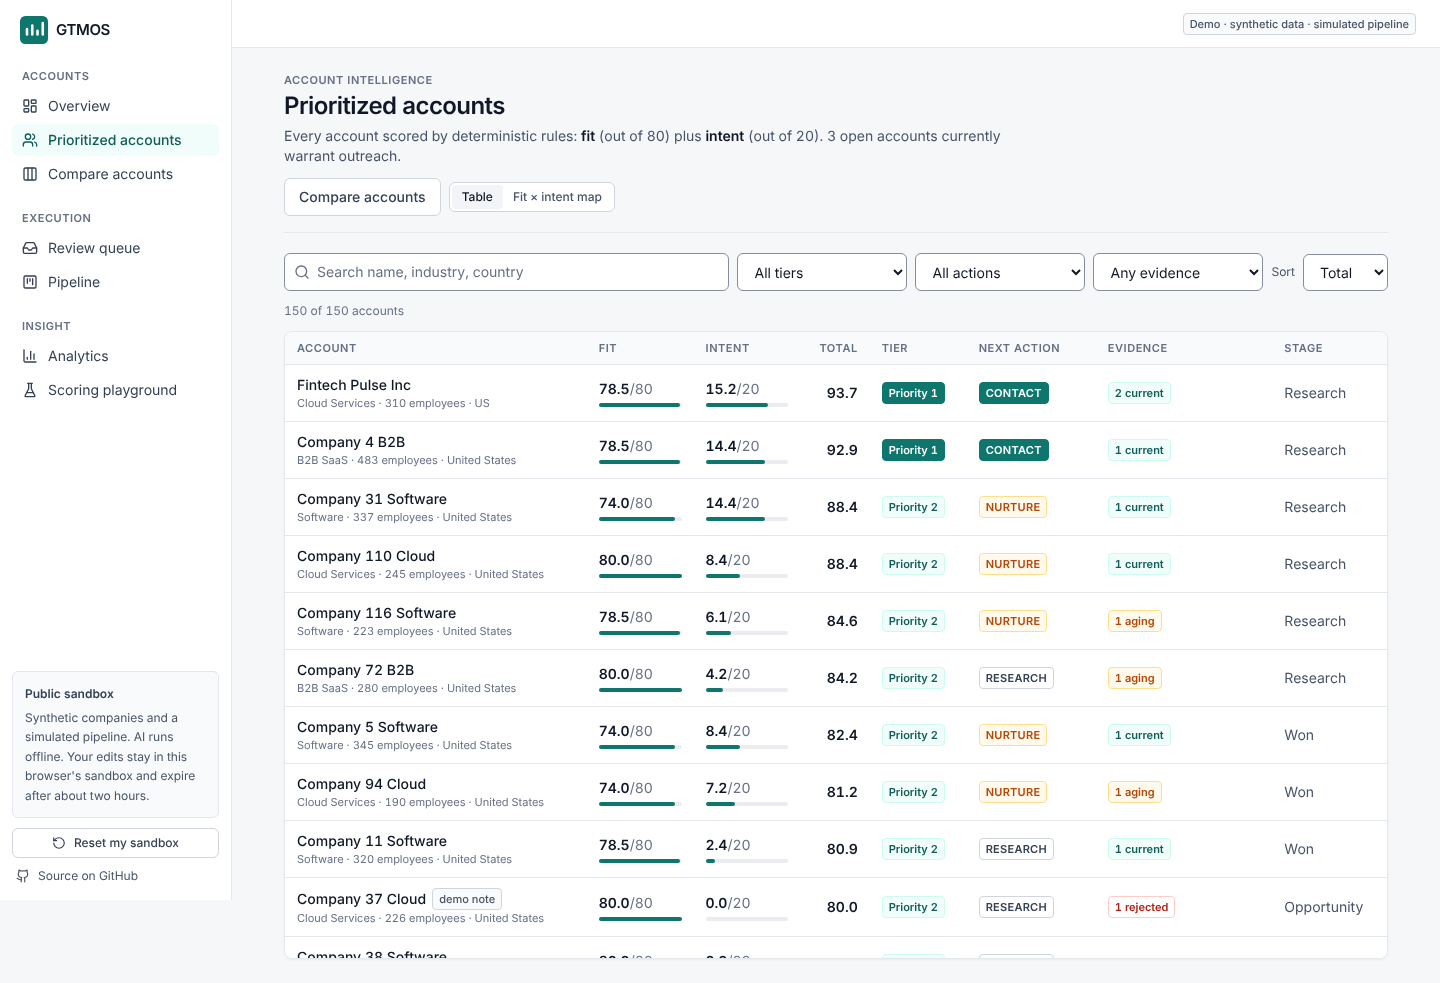 GTMOS
Demo · synthetic data · simulated pipeline
ACCOUNTS
Overview
Prioritized accounts
Compare accounts
EXECUTION
Review queue
Pipeline
INSIGHT
Analytics
Scoring playground
Public sandbox
Synthetic companies and a
simulated pipeline. AI runs
offline. Your edits stay in this
browser's sandbox and expire
after about two hours.
Reset my sandbox
Source on GitHub
ACCOUNT INTELLIGENCE
Prioritized accounts
Every account scored by deterministic rules: fit (out of 80) plus intent (out of 20). 3 open accounts currently
warrant outreach.
Compare accounts Table Fit × intent map
Search name, industry, country All tiers All actions Any evidence Sort Total
150 of 150 accounts
ACCOUNT FIT INTENT TOTAL TIER NEXT ACTION EVIDENCE STAGE
Fintech Pulse Inc 78.5/80 15.2/20 93.7 Priority 1 CONTACT 2 current Research
Cloud Services · 310 employees · US
Company 4 B2B 78.5/80 14.4/20 92.9 Priority 1 CONTACT 1 current Research
B2B SaaS · 483 employees · United States
Company 31 Software 74.0/80 14.4/20 88.4 Priority 2 NURTURE 1 current Research
Software · 337 employees · United States
Company 110 Cloud 80.0/80 8.4/20 88.4 Priority 2 NURTURE 1 current Research
Cloud Services · 245 employees · United States
Company 116 Software 78.5/80 6.1/20 84.6 Priority 2 NURTURE 1 aging Research
Software · 223 employees · United States
Company 72 B2B 80.0/80 4.2/20 84.2 Priority 2 RESEARCH 1 aging Research
B2B SaaS · 280 employees · United States
Company 5 Software 74.0/80 8.4/20 82.4 Priority 2 NURTURE 1 current Won
Software · 345 employees · United States
Company 94 Cloud 74.0/80 7.2/20 81.2 Priority 2 NURTURE 1 aging Won
Cloud Services · 190 employees · United States
Company 11 Software 78.5/80 2.4/20 80.9 Priority 2 RESEARCH 1 current Won
Software · 320 employees · United States
Company 37 Cloud demo note 80.0/80 0.0/20 80.0 Priority 2 RESEARCH 1 rejected Opportunity
Cloud Services · 226 employees · United States
Company 38 Software